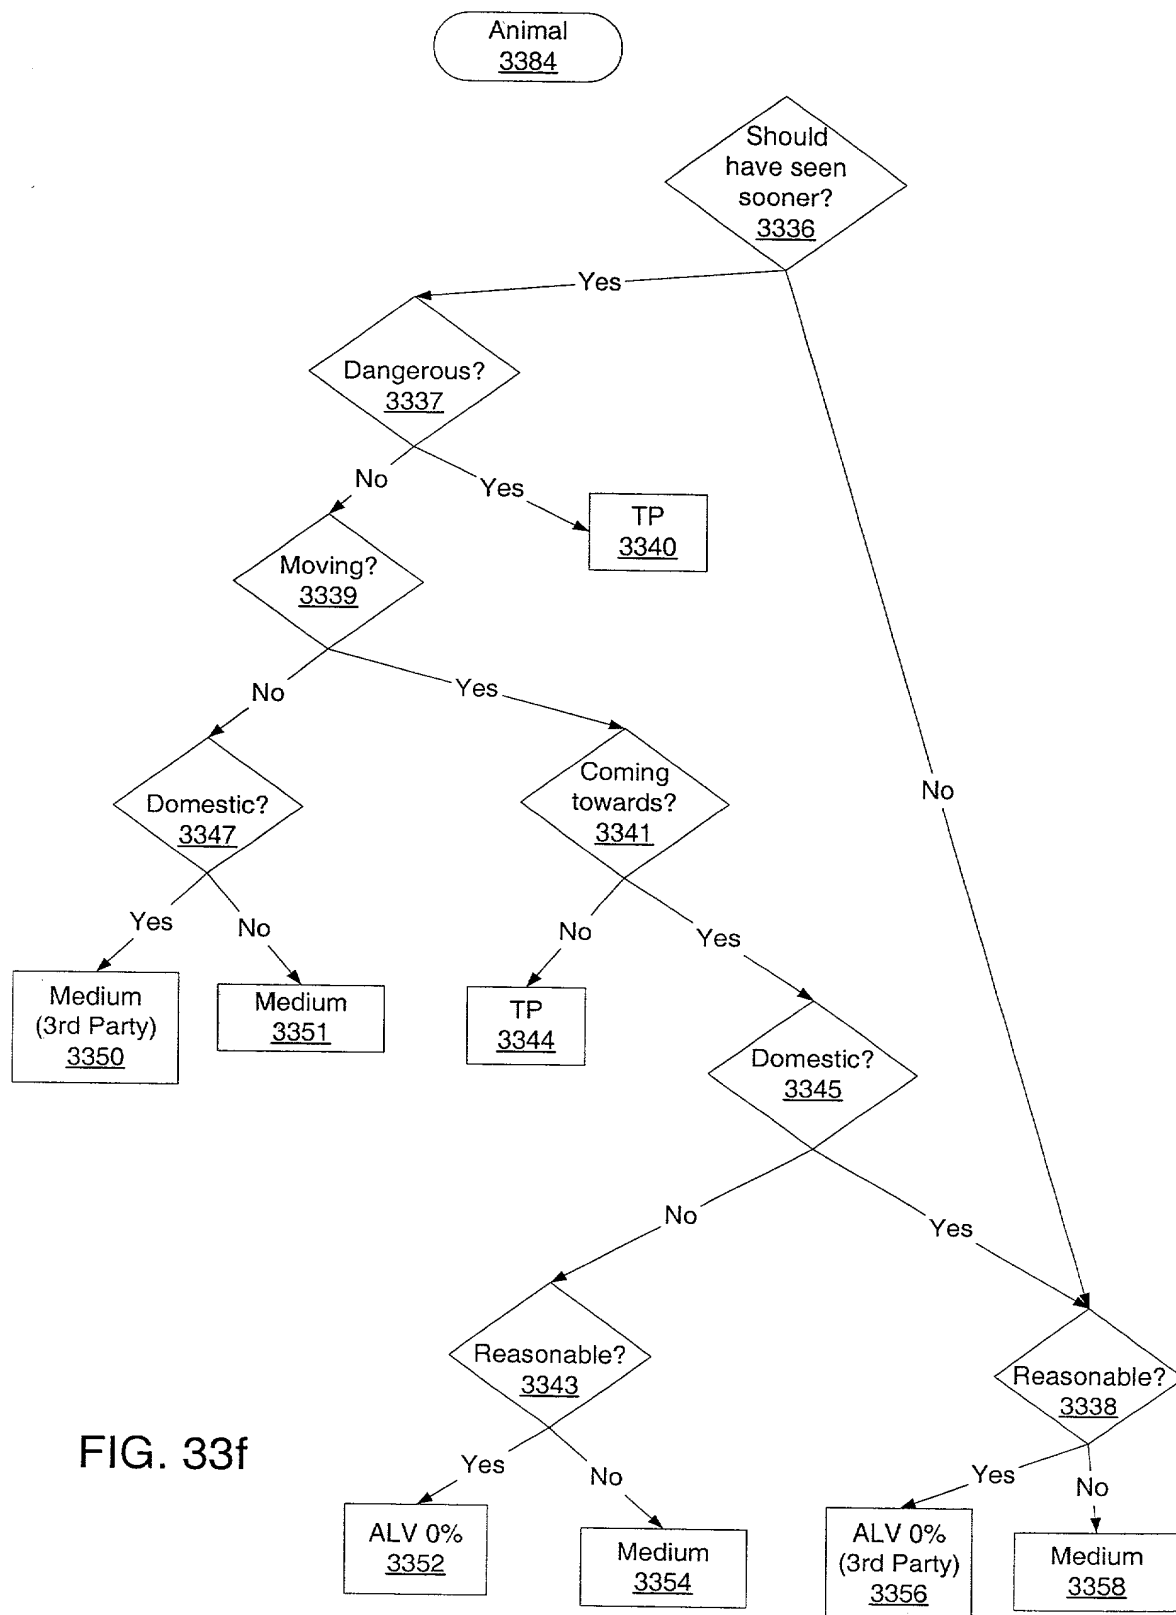 Animal
3384
Should
have seen
sooner?
3336
Yes
Dangerous?
3337
No
Yes
TP
3340
Moving?
3339
No
Yes
Domestic?
3347
Coming
towards?
3341
No
Yes
No
Medium
(3rd Party)
3350
Medium
3351
No
Yes
TP
3344
Domestic?
3345
No
Yes
Reasonable?
3343
Reasonable?
3338
FIG. 33f
Yes
No
Yes
No
ALV 0%
3352
Medium
3354
ALV 0%
(3rd Party)
3356
Medium
3358